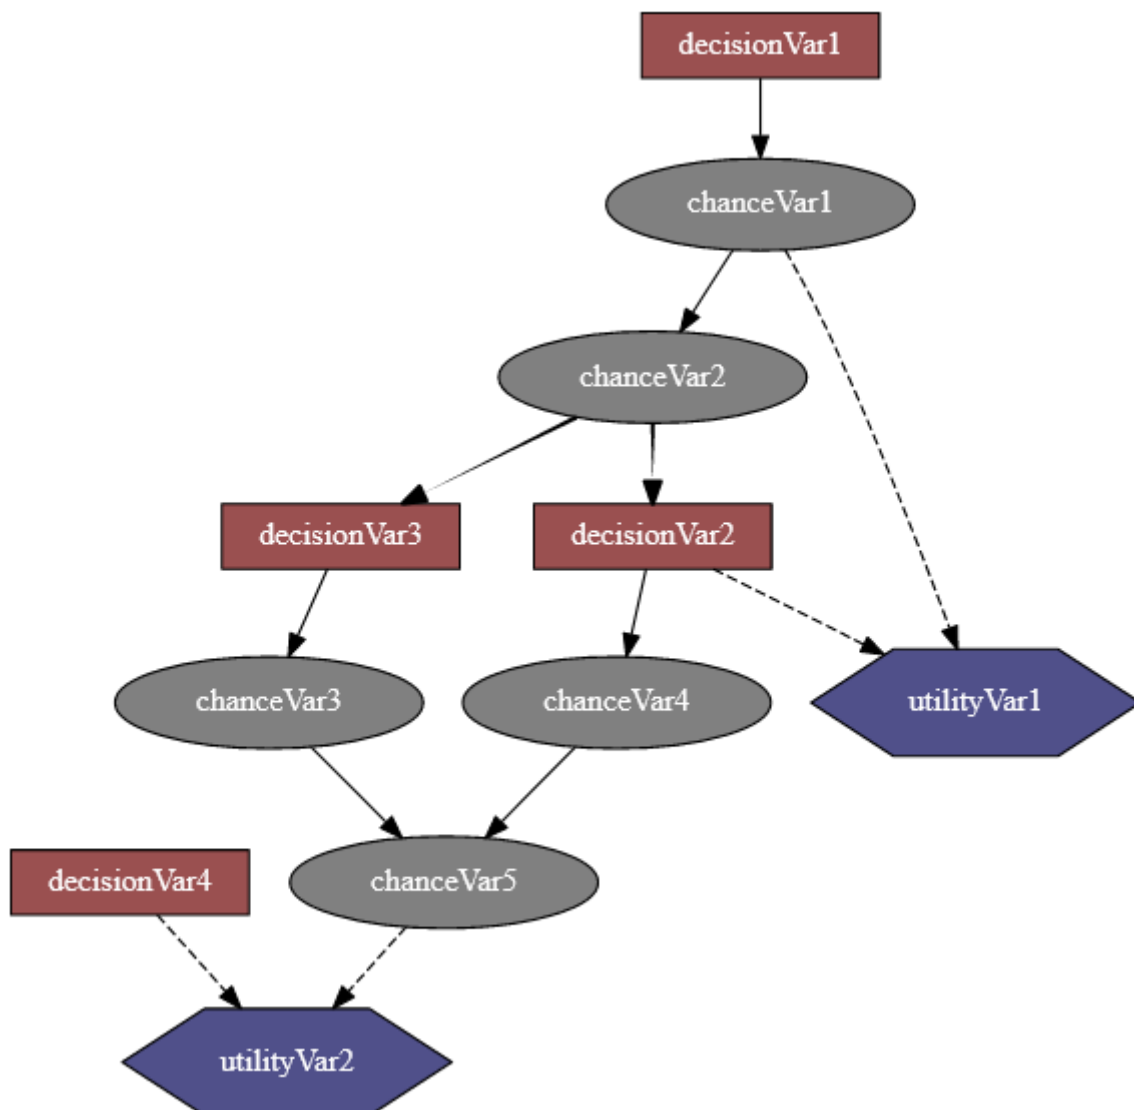 decisionVar1
chanceVar1
chanceVar2
decisionVar3
decisionVar2
chanceVar3
chanceVar4
utilityVar1
decisionVar4
chanceVar5
utilityVar2